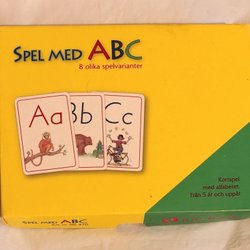 SPEL MED ABC
8 olika spelvarianter
Aa Bb Cc
Kortspel
med alfabetet,
från 5 år och uppåt
SPEL MED ABC